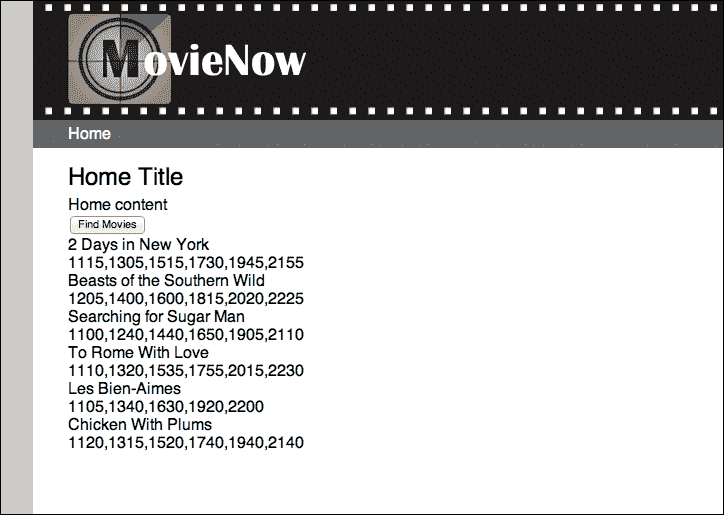 MovieNow
Home
Home Title
Home content
Find Movies
2 Days in New York
1115,1305,1515,1730,1945,2155
Beasts of the Southern Wild
1205,1400,1600,1815,2020,2225
Searching for Sugar Man
1100,1240,1440,1650,1905,2110
To Rome With Love
1110,1320,1535,1755,2015,2230
Les Bien-Aimes
1105,1340,1630,1920,2200
Chicken With Plums
1120,1315,1520,1740,1940,2140